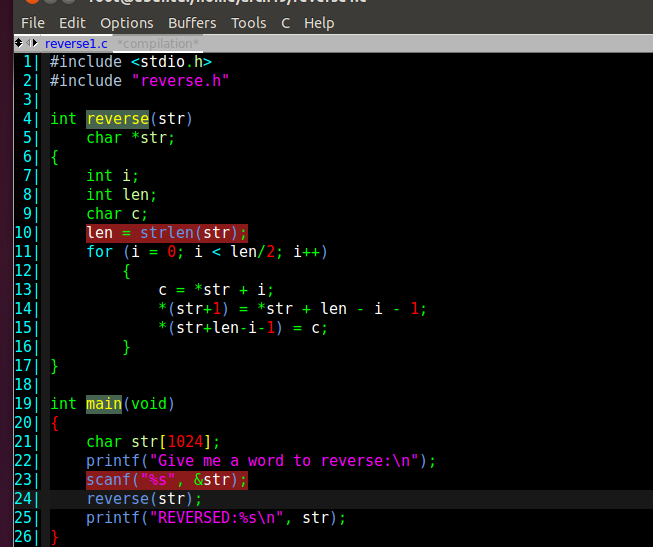 File Edit Options Buffers Tools C Help
reverse1.c *compilation*
1 #include <stdio.h>
2 #include "reverse.h"
3
4 int reverse(str)
5     char *str;
6 {
7     int i;
8     int len;
9     char c;
10     len = strlen(str);
11     for (i = 0; i < len/2; i++)
12         {
13             c = *str + i;
14             *(str+1) = *str + len - i - 1;
15             *(str+len-i-1) = c;
16         }
17 }
18
19 int main(void)
20 {
21     char str[1024];
22     printf("Give me a word to reverse:\n");
23     scanf("%s", &str);
24     reverse(str);
25     printf("REVERSED:%s\n", str);
26 }